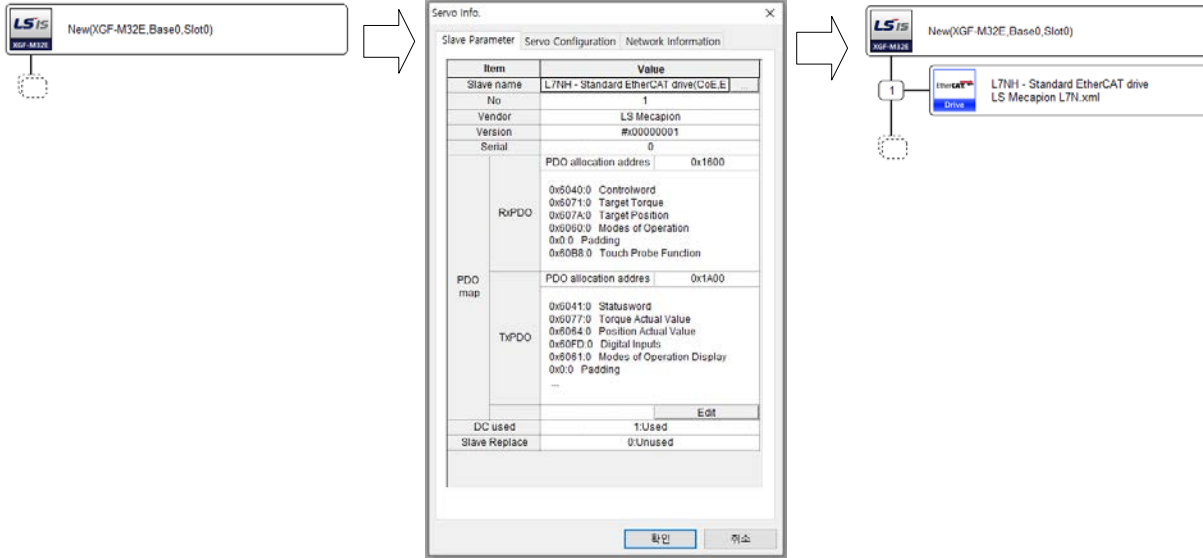 LSIS
XGF-M32E
New(XGF-M32E,Base0,Slot0)
Servo Info.
Slave Parameter Servo Configuration Network Information
Item Value
Slave name L7NH - Standard EtherCAT drive(CoE,E ...
No 1
Vendor LS Mecapion
Version #x00000001
Serial 0
PDO map
RxPDO
PDO allocation addres 0x1600
0x6040:0 Controlword
0x6071:0 Target Torque
0x607A:0 Target Position
0x6060:0 Modes of Operation
0x0:0 Padding
0x60B8:0 Touch Probe Function
TxPDO
PDO allocation addres 0x1A00
0x6041:0 Statusword
0x6077:0 Torque Actual Value
0x6064:0 Position Actual Value
0x60FD:0 Digital Inputs
0x6061:0 Modes of Operation Display
0x0:0 Padding
...
Edit
DC used 1:Used
Slave Replace 0:Unused
확인 취소
LSIS
XGF-M32E
New(XGF-M32E,Base0,Slot0)
1
EtherCAT
Drive
L7NH - Standard EtherCAT drive
LS Mecapion L7N.xml